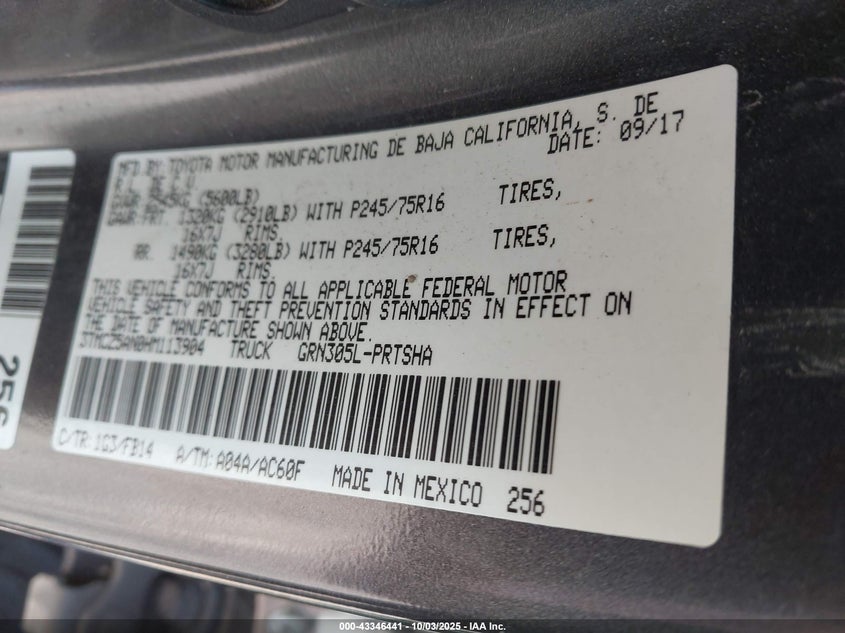 MFD.BY: TOYOTA MOTOR MANUFACTURING DE BAJA CALIFORNIA, S. DE
R.L. DE C.V. DATE: 09/17
GVWR 2545KG (5600LB)
GAWR:FRT. 1320KG (2910LB) WITH P245/75R16 TIRES,
16X7J RIMS.
RR. 1490KG (3280LB) WITH P245/75R16 TIRES,
16X7J RIMS.
THIS VEHICLE CONFORMS TO ALL APPLICABLE FEDERAL MOTOR
VEHICLE SAFETY AND THEFT PREVENTION STANDARDS IN EFFECT ON
THE DATE OF MANUFACTURE SHOWN ABOVE.
3TMCZ5AN0HM113904 TRUCK GRN305L-PRTSHA
C/TR:1G3/FB14 A/TM:A04A/AC60F MADE IN MEXICO 256
256
000-43346441 - 10/03/2025 - IAAI, Inc.